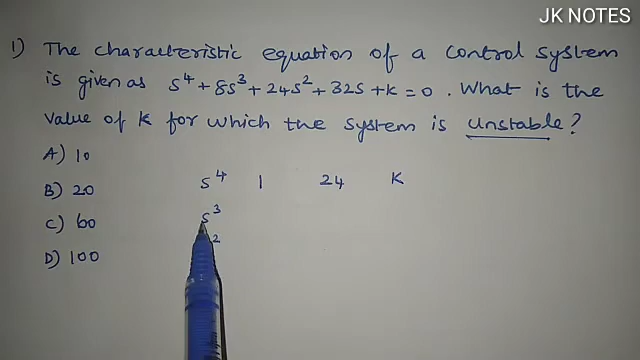 JK NOTES
1) The characteristic equation of a control system
is given as s⁴+8s³+24s²+32s+k=0. What is the
value of k for which the system is unstable?
A) 10
B) 20
C) 60
D) 100
s⁴ 1 24 k
s³
2